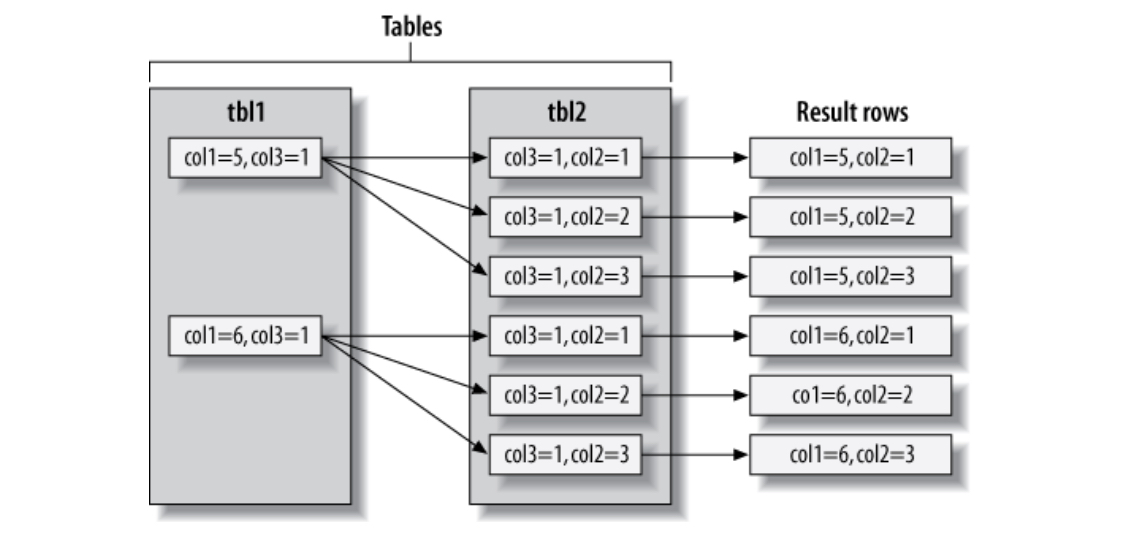 Tables
tbl1
tbl2
Result rows
col1=5, col3=1
col3=1, col2=1
col1=5, col2=1
col3=1, col2=2
col1=5, col2=2
col3=1, col2=3
col1=5, col2=3
col1=6, col3=1
col3=1, col2=1
col1=6, col2=1
col3=1, col2=2
co1=6, col2=2
col3=1, col2=3
col1=6, col2=3